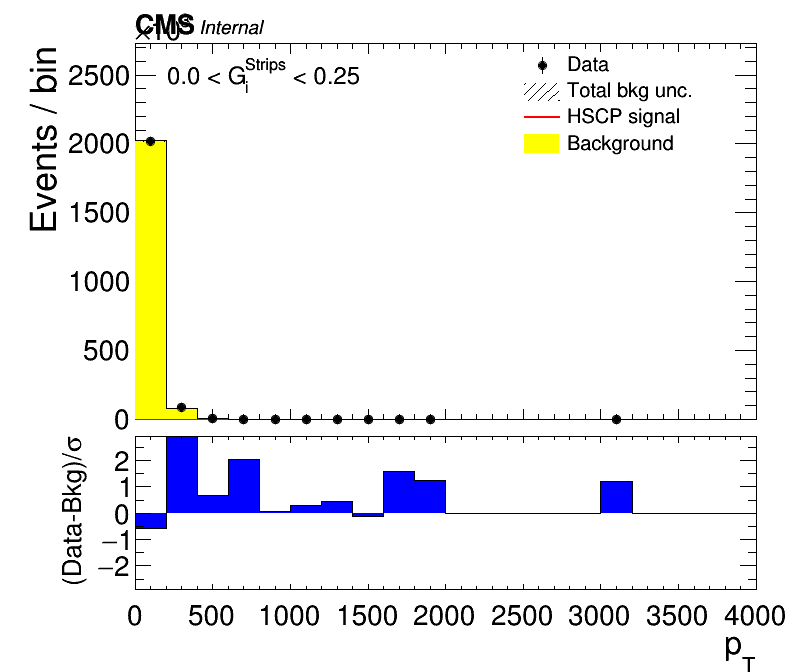 CMS Internal
Events / bin
0.0 < G_i^Strips < 0.25
Data
Total bkg unc.
HSCP signal
Background
2500
2000
1500
1000
500
0
(Data-Bkg)/σ
2
1
0
−1
−2
0 500 1000 1500 2000 2500 3000 3500 4000
p_T